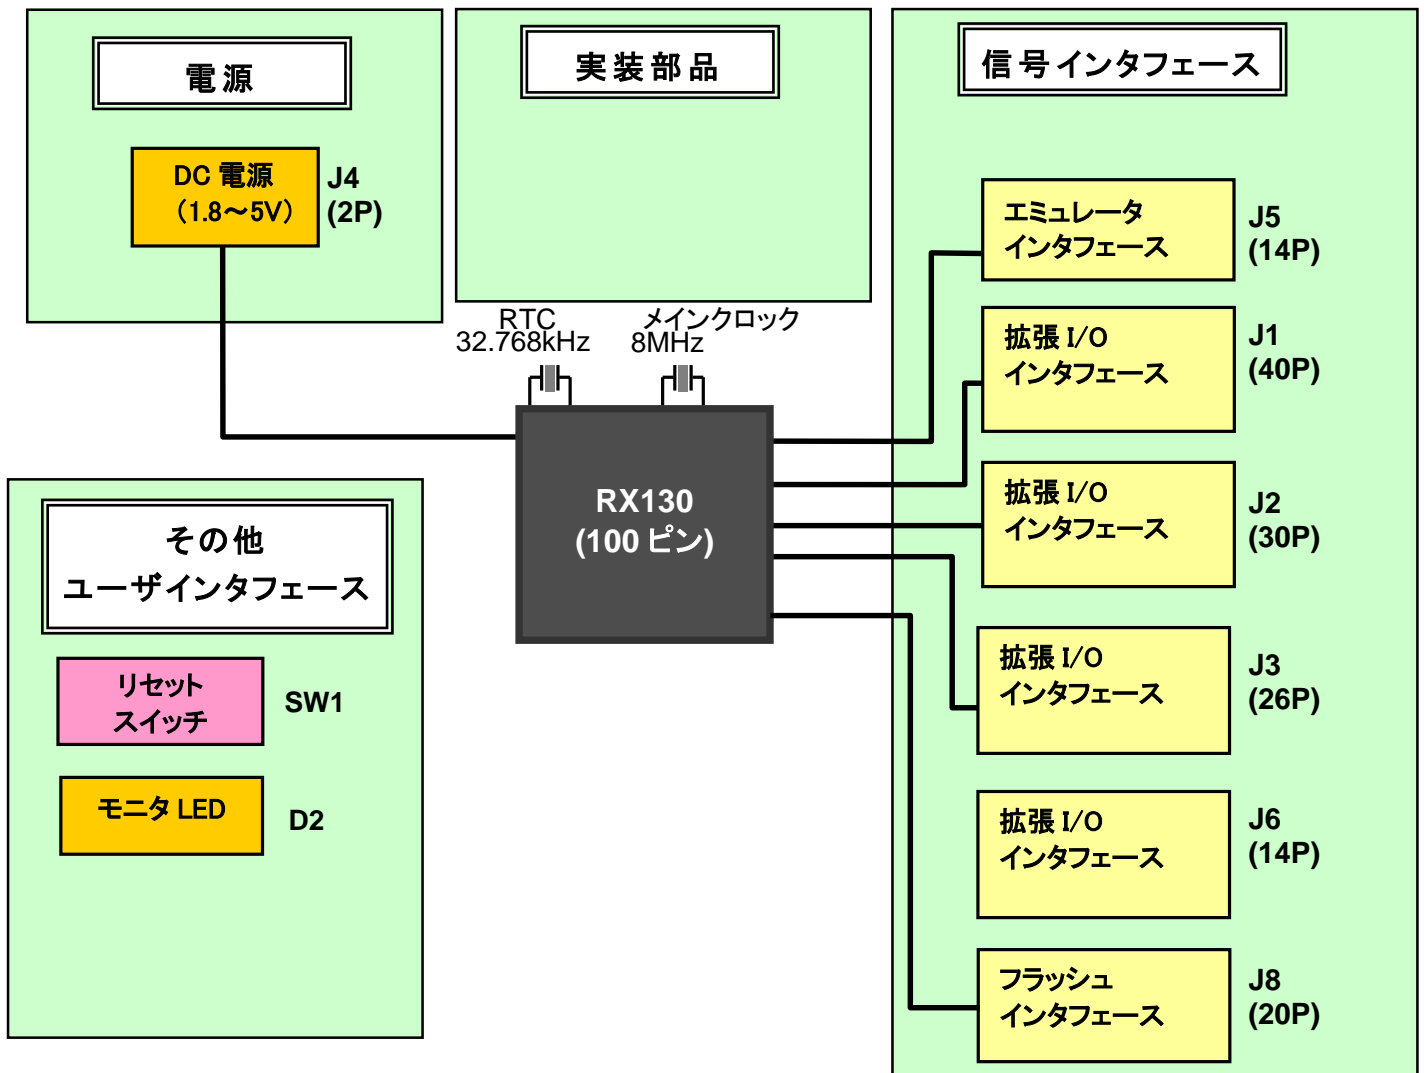 電源
DC 電源
（1.8～5V）
J4
(2P)
実装部品
信号インタフェース
エミュレータ
インタフェース
J5
(14P)
拡張 I/O
インタフェース
J1
(40P)
拡張 I/O
インタフェース
J2
(30P)
拡張 I/O
インタフェース
J3
(26P)
拡張 I/O
インタフェース
J6
(14P)
フラッシュ
インタフェース
J8
(20P)
RTC
32.768kHz
メインクロック
8MHz
RX130
(100 ピン)
その他
ユーザインタフェース
リセット
スイッチ
SW1
モニタ LED
D2